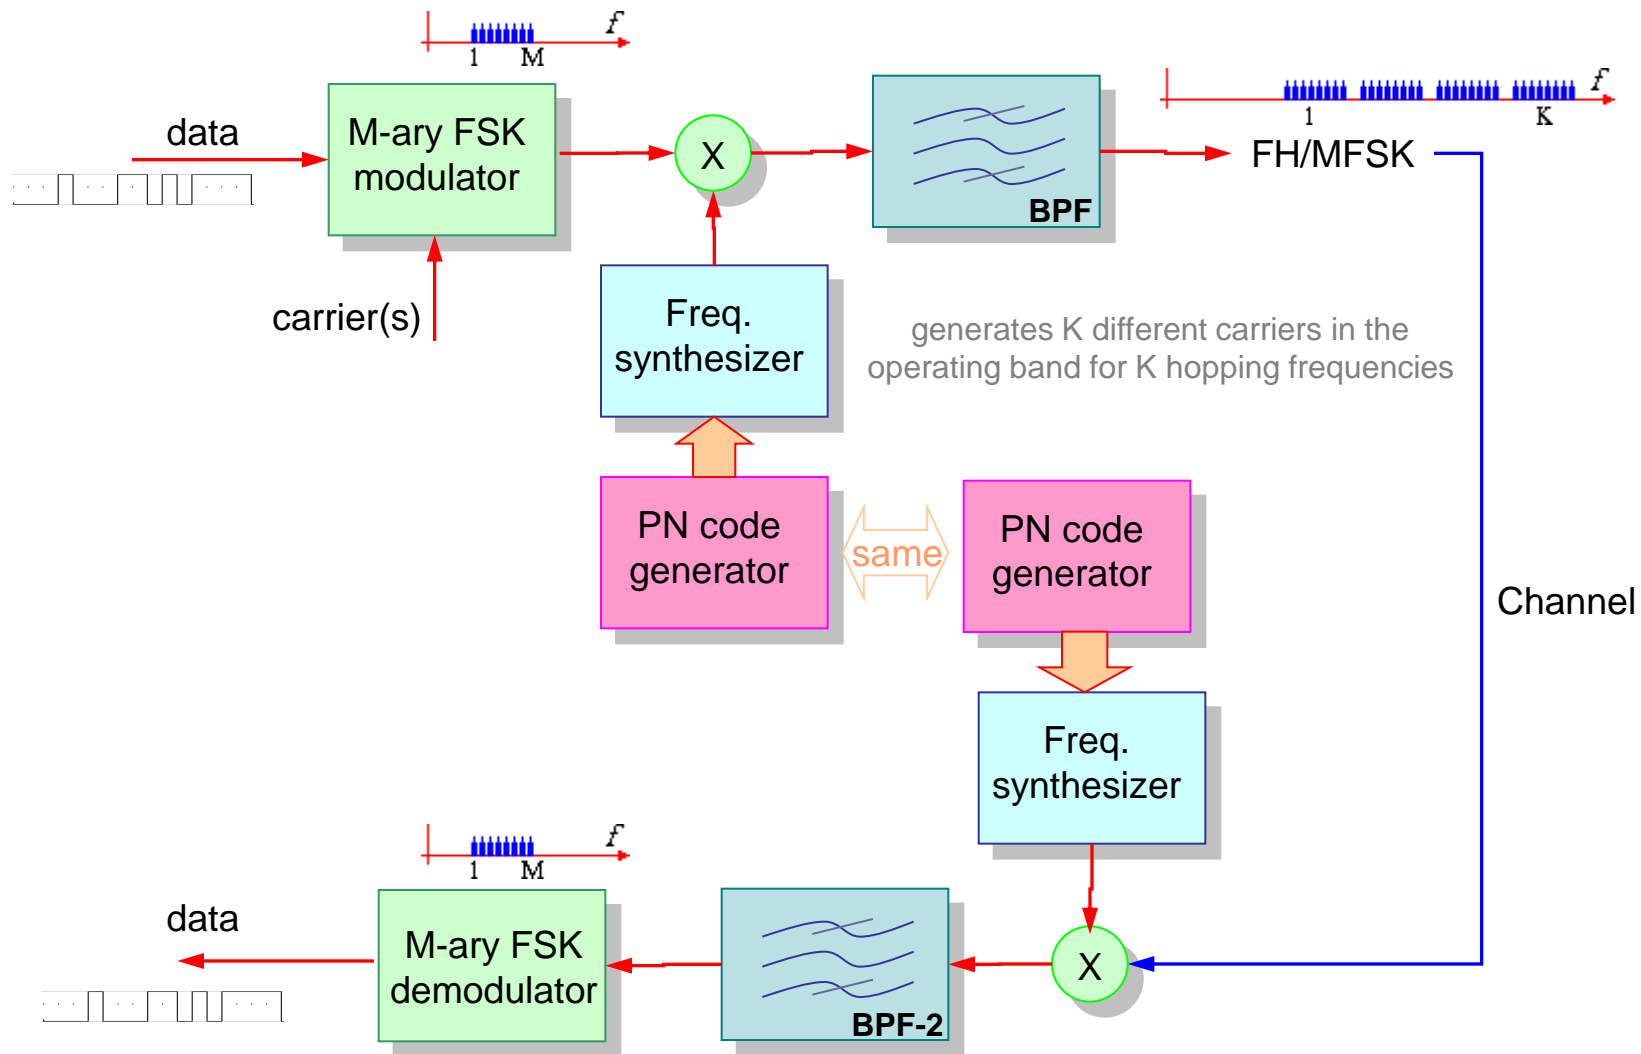 f
1 M
f
1 K
data
M-ary FSK
modulator
X
BPF
FH/MFSK
carrier(s)
Freq.
synthesizer
generates K different carriers in the
operating band for K hopping frequencies
PN code
generator
same
PN code
generator
Channel
Freq.
synthesizer
f
1 M
data
M-ary FSK
demodulator
BPF-2
X